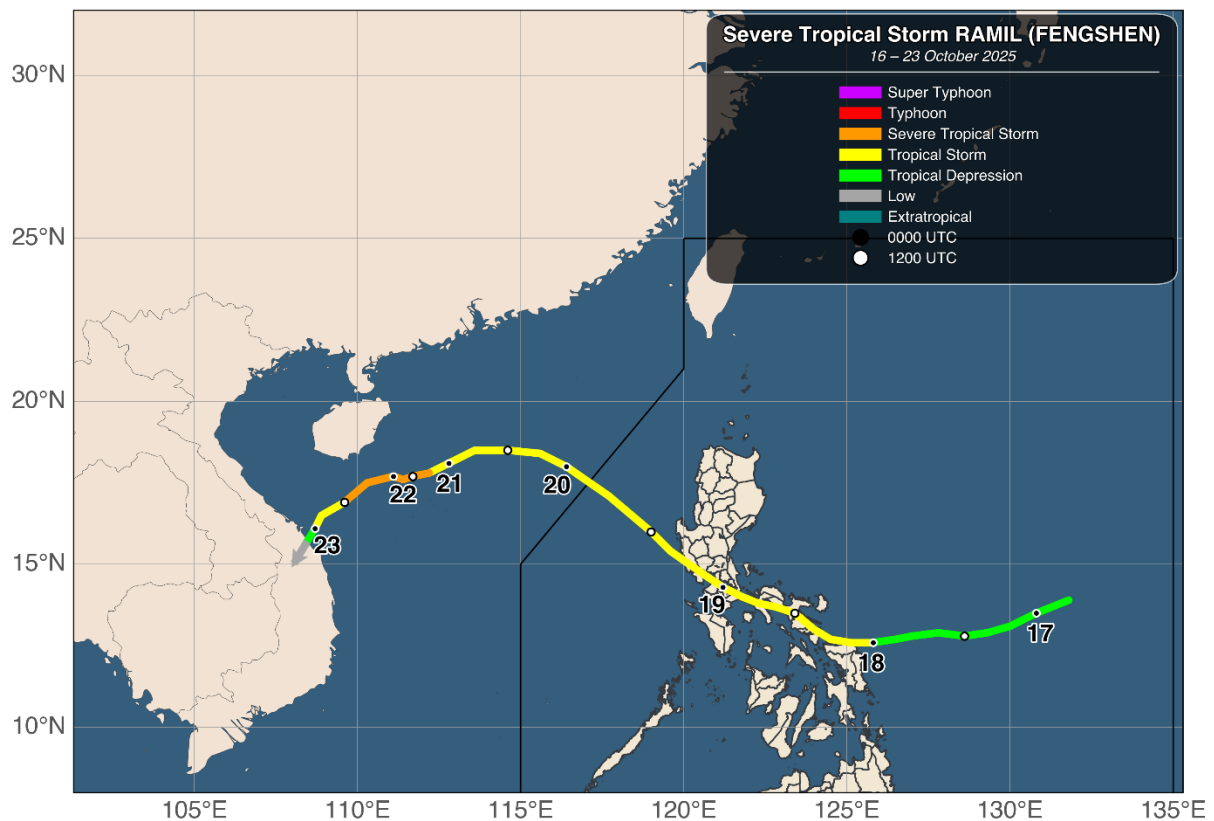 Severe Tropical Storm RAMIL (FENGSHEN)
16 – 23 October 2025
Super Typhoon
Typhoon
Severe Tropical Storm
Tropical Storm
Tropical Depression
Low
Extratropical
0000 UTC
1200 UTC
30°N
25°N
20°N
15°N
10°N
23
22
21
20
19
18
17
105°E
110°E
115°E
120°E
125°E
130°E
135°E